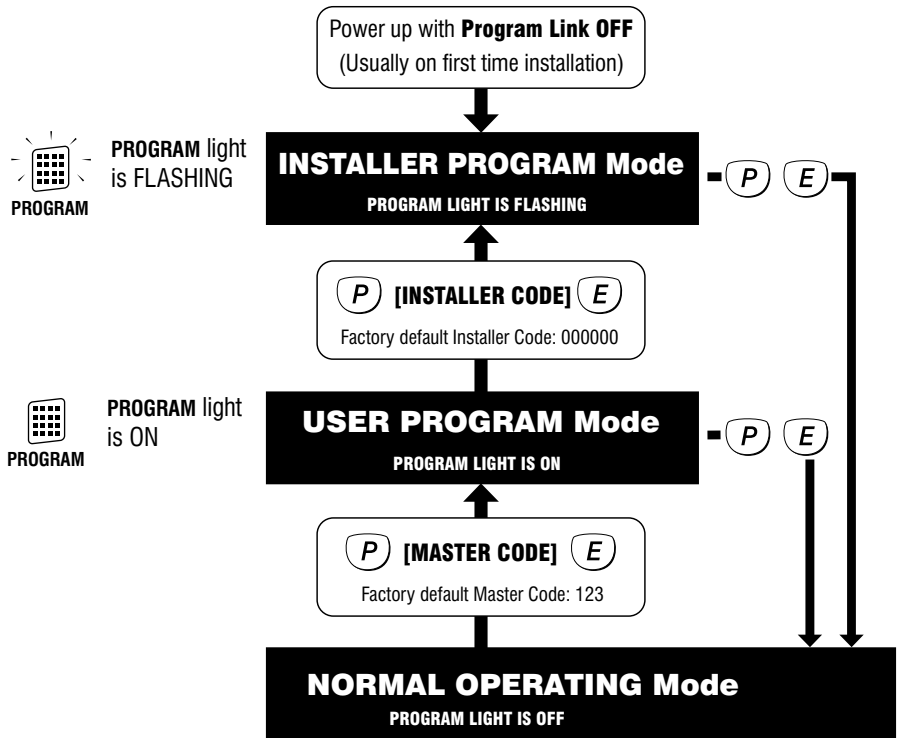 Power up with Program Link OFF
(Usually on first time installation)
PROGRAM
PROGRAM light
is FLASHING
INSTALLER PROGRAM Mode
PROGRAM LIGHT IS FLASHING
P E
P [INSTALLER CODE] E
Factory default Installer Code: 000000
PROGRAM
PROGRAM light
is ON
USER PROGRAM Mode
PROGRAM LIGHT IS ON
P E
P [MASTER CODE] E
Factory default Master Code: 123
NORMAL OPERATING Mode
PROGRAM LIGHT IS OFF